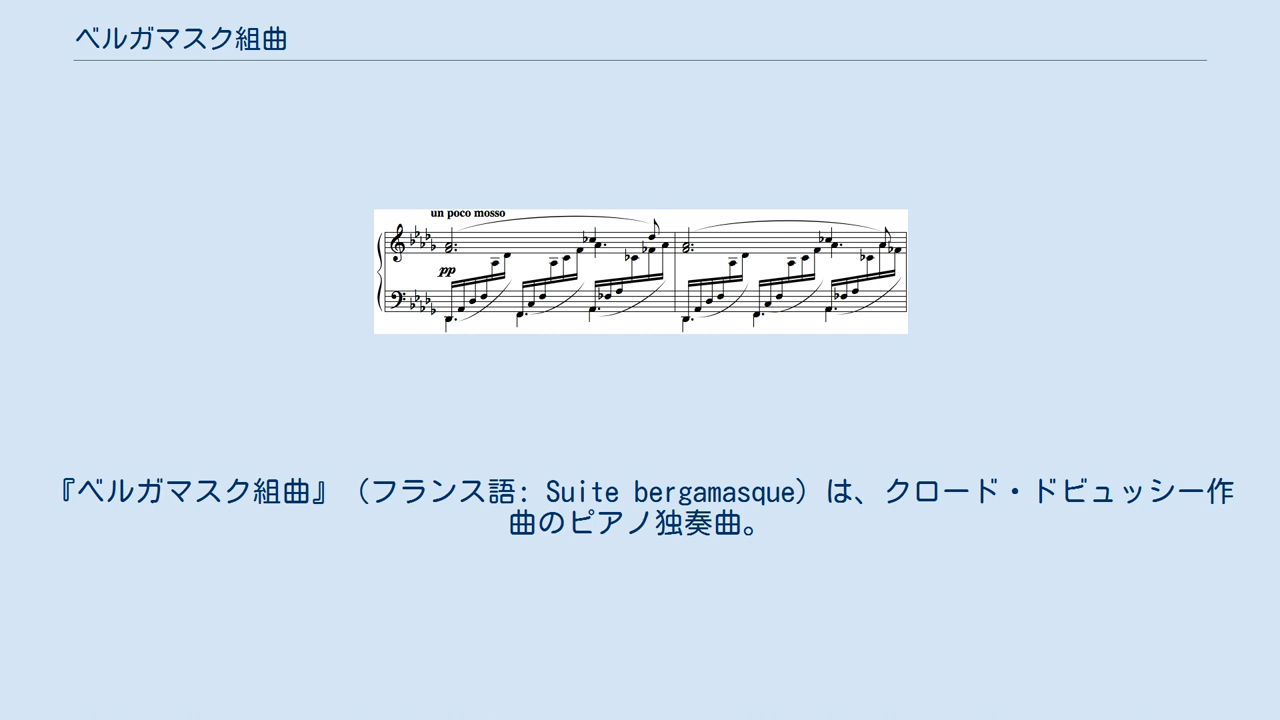 ベルガマスク組曲
un poco mosso
pp
『ベルガマスク組曲』（フランス語: Suite bergamasque）は、クロード・ドビュッシー作
曲のピアノ独奏曲。